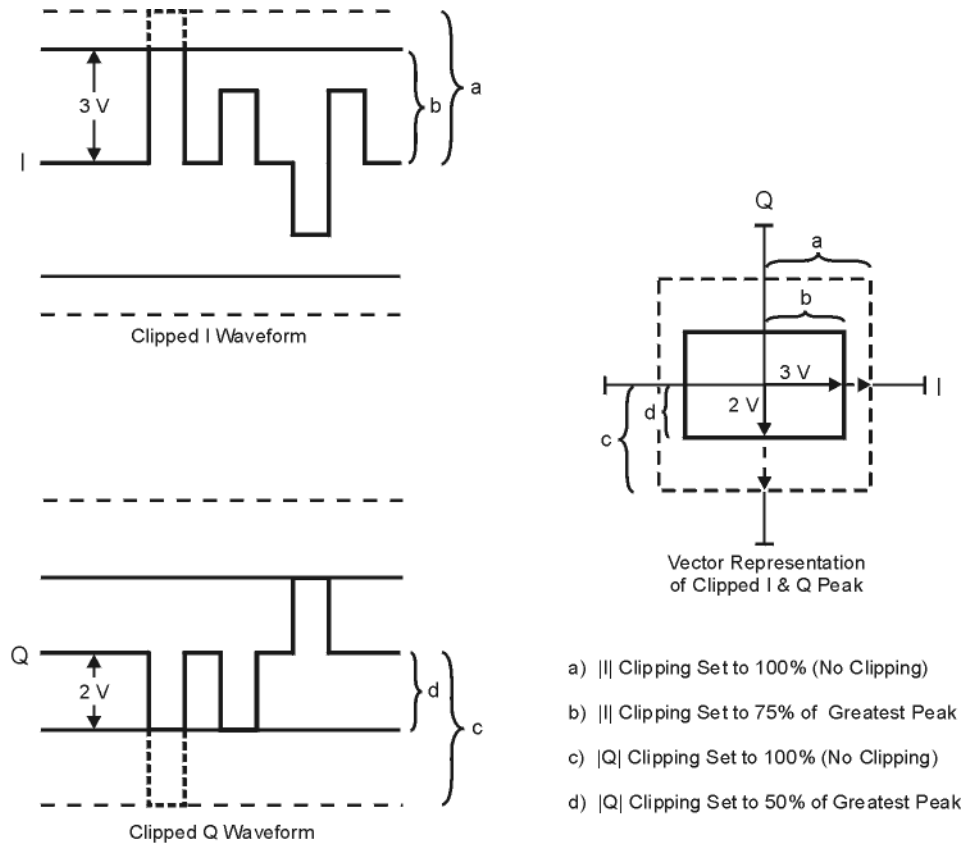 3 V
b
a
I
Clipped I Waveform
Q
a
b
3 V
I
2 V
d
c
Vector Representation
of Clipped I & Q Peak
Q
2 V
d
c
Clipped Q Waveform
a) |I| Clipping Set to 100% (No Clipping)
b) |I| Clipping Set to 75% of Greatest Peak
c) |Q| Clipping Set to 100% (No Clipping)
d) |Q| Clipping Set to 50% of Greatest Peak